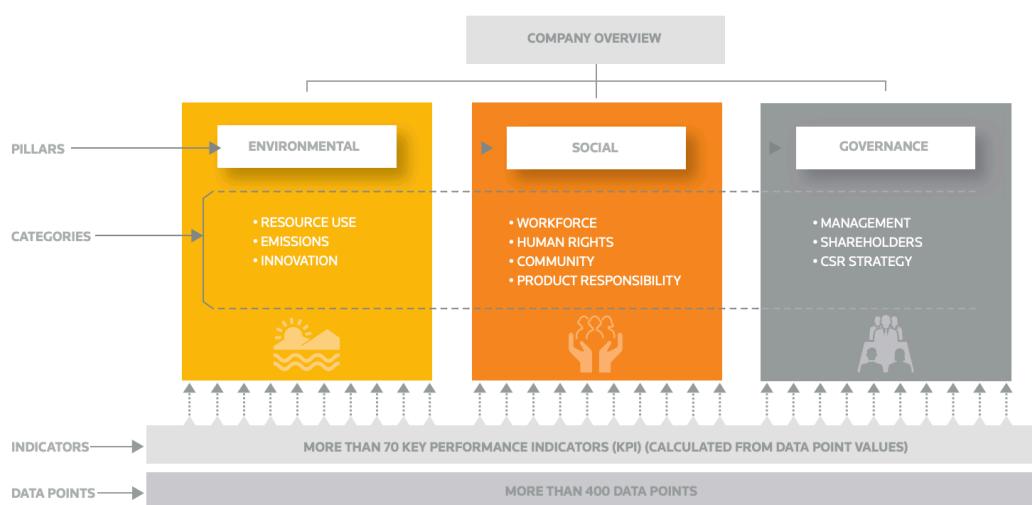 COMPANY OVERVIEW
PILLARS
ENVIRONMENTAL
SOCIAL
GOVERNANCE
CATEGORIES
• RESOURCE USE
• EMISSIONS
• INNOVATION
• WORKFORCE
• HUMAN RIGHTS
• COMMUNITY
• PRODUCT RESPONSIBILITY
• MANAGEMENT
• SHAREHOLDERS
• CSR STRATEGY
INDICATORS
MORE THAN 70 KEY PERFORMANCE INDICATORS (KPI) (CALCULATED FROM DATA POINT VALUES)
DATA POINTS
MORE THAN 400 DATA POINTS